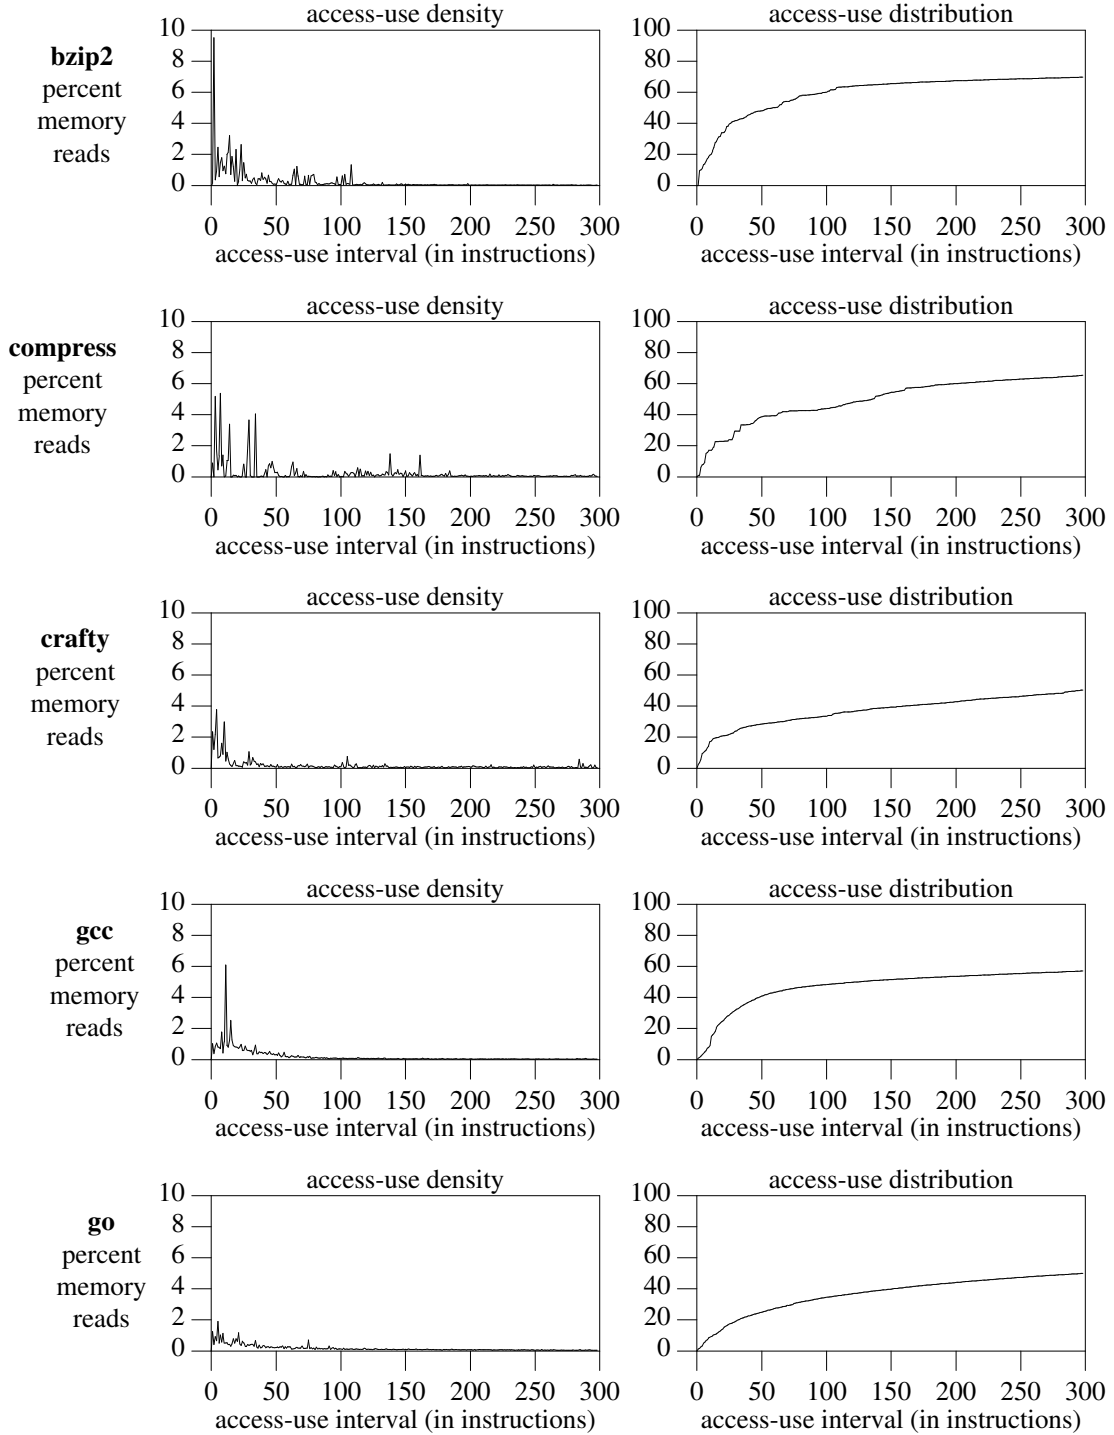 access-use density
access-use distribution
bzip2
percent
memory
reads
10
8
6
4
2
0
0 50 100 150 200 250 300
access-use interval (in instructions)
100
80
60
40
20
0
0 50 100 150 200 250 300
access-use interval (in instructions)
access-use density
access-use distribution
compress
percent
memory
reads
10
8
6
4
2
0
0 50 100 150 200 250 300
access-use interval (in instructions)
100
80
60
40
20
0
0 50 100 150 200 250 300
access-use interval (in instructions)
access-use density
access-use distribution
crafty
percent
memory
reads
10
8
6
4
2
0
0 50 100 150 200 250 300
access-use interval (in instructions)
100
80
60
40
20
0
0 50 100 150 200 250 300
access-use interval (in instructions)
access-use density
access-use distribution
gcc
percent
memory
reads
10
8
6
4
2
0
0 50 100 150 200 250 300
access-use interval (in instructions)
100
80
60
40
20
0
0 50 100 150 200 250 300
access-use interval (in instructions)
access-use density
access-use distribution
go
percent
memory
reads
10
8
6
4
2
0
0 50 100 150 200 250 300
access-use interval (in instructions)
100
80
60
40
20
0
0 50 100 150 200 250 300
access-use interval (in instructions)